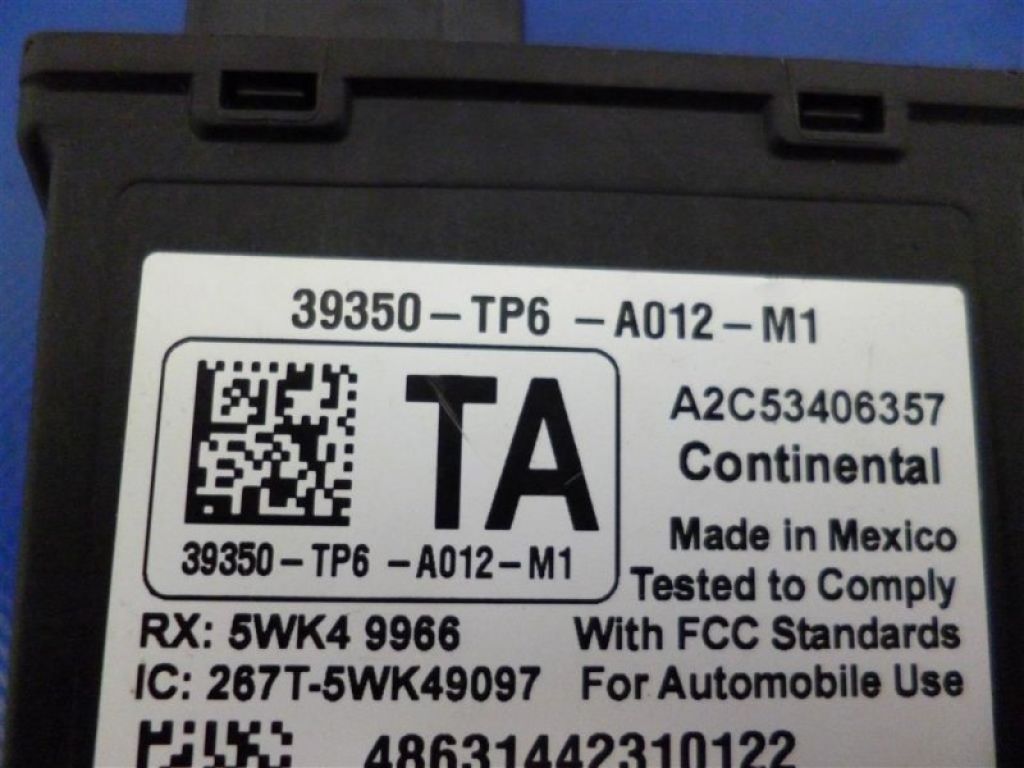 39350-TP6 -A012-M1
TA
A2C53406357
Continental
39350-TP6 -A012-M1
Made in Mexico
Tested to Comply
With FCC Standards
For Automobile Use
RX: 5WK4 9966
IC: 267T-5WK49097
48631442310122